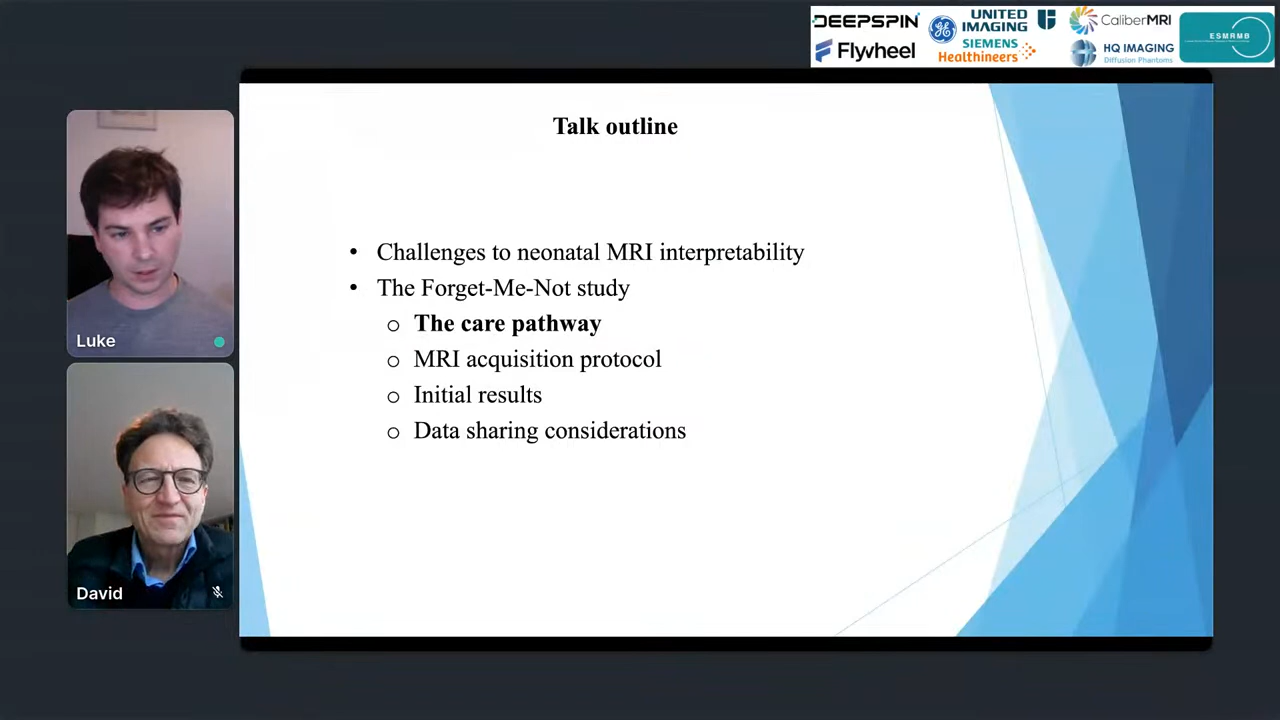 DEEPSPIN
UNITED
IMAGING
CaliberMRI
ESMRMB
Flywheel
SIEMENS
Healthineers
HQ IMAGING
Diffusion Phantoms
Talk outline
• Challenges to neonatal MRI interpretability
• The Forget-Me-Not study
o The care pathway
o MRI acquisition protocol
o Initial results
o Data sharing considerations
Luke
David